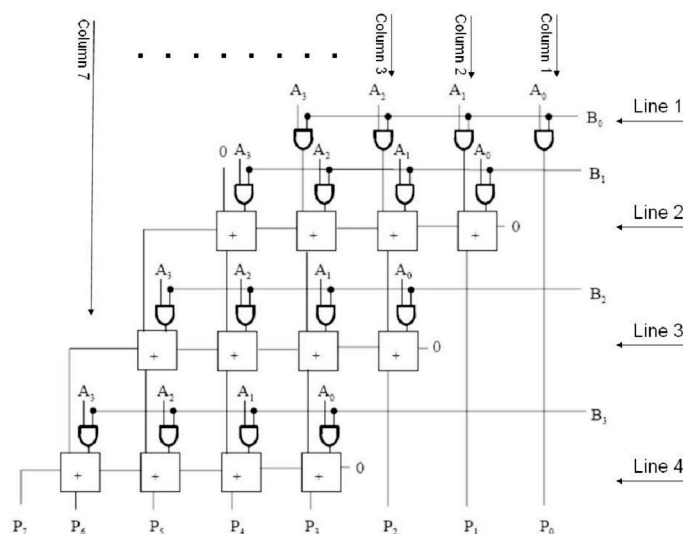 Column 7
Column 3
Column 2
Column 1
A₃ A₂ A₁ A₀
B₀ Line 1
0 A₃ A₂ A₁ A₀
B₁
+ + + + 0 Line 2
A₃ A₂ A₁ A₀
B₂
+ + + + 0 Line 3
A₃ A₂ A₁ A₀
B₃
+ + + + 0 Line 4
P₇ P₆ P₅ P₄ P₃ P₂ P₁ P₀